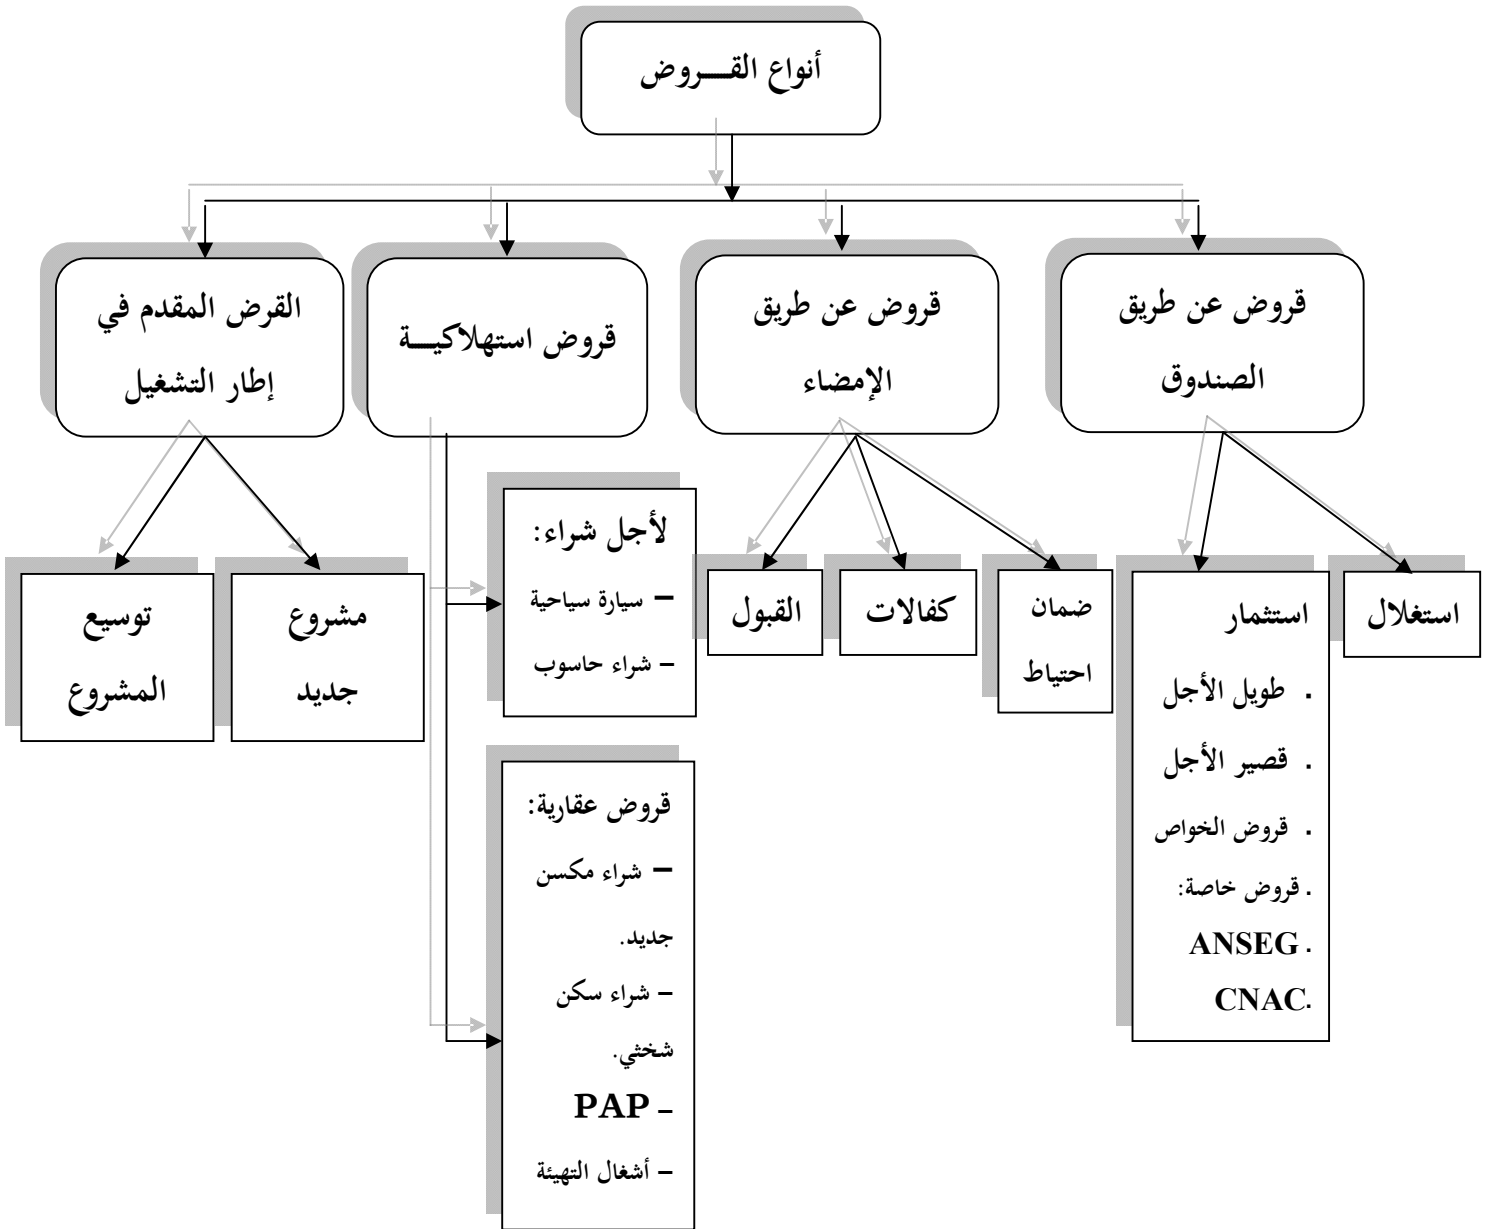 أنواع القــــروض
قروض عن طريق
الصندوق
قروض عن طريق
الإمضاء
قروض استهلاكيــــة
القرض المقدم في
إطار التشغيل
استغلال
استثمار
. طويل الأجل
. قصير الأجل
. قروض الخواص
. قروض خاصة:
. ANSEG
.CNAC
ضمان
احتياط
كفالات
القبول
لأجل شراء:
– سيارة سياحية
– شراء حاسوب
قروض عقارية:
– شراء مكسن
جديد.
– شراء سكن
شخثي.
– PAP
– أشغال التهيئة
مشروع
جديد
توسيع
المشروع